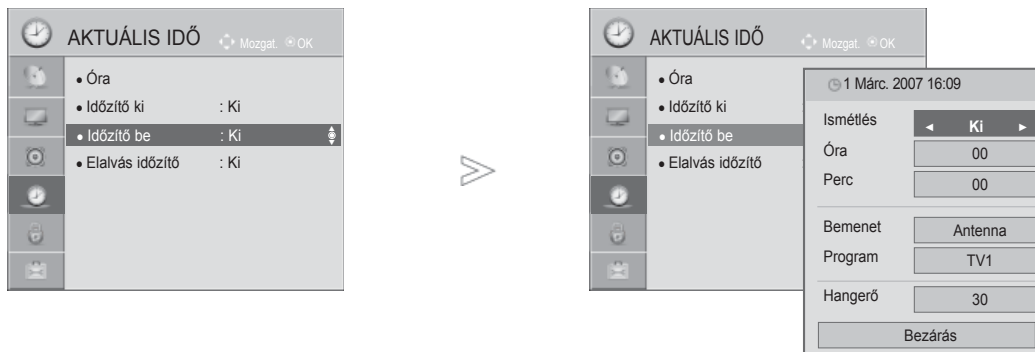 AKTUÁLIS IDŐ Mozgat. OK
• Óra
• Időzítő ki : Ki
• Időzítő be : Ki
• Elalvás időzítő : Ki
AKTUÁLIS IDŐ Mozgat. OK
• Óra
• Időzítő ki
• Időzítő be
• Elalvás időzítő
1 Márc. 2007 16:09
Ismétlés ◄ Ki ►
Óra 00
Perc 00
Bemenet Antenna
Program TV1
Hangerő 30
Bezárás